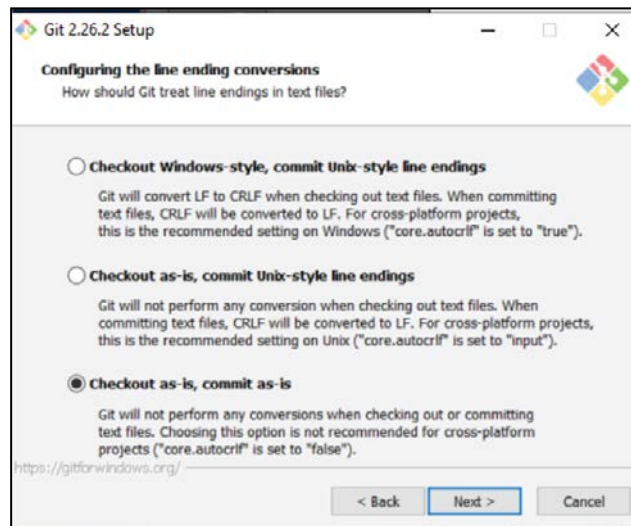 Git 2.26.2 Setup
Configuring the line ending conversions
How should Git treat line endings in text files?
Checkout Windows-style, commit Unix-style line endings
Git will convert LF to CRLF when checking out text files. When committing
text files, CRLF will be converted to LF. For cross-platform projects,
this is the recommended setting on Windows ("core.autocrlf" is set to "true").
Checkout as-is, commit Unix-style line endings
Git will not perform any conversion when checking out text files. When
committing text files, CRLF will be converted to LF. For cross-platform projects,
this is the recommended setting on Unix ("core.autocrlf" is set to "input").
Checkout as-is, commit as-is
Git will not perform any conversions when checking out or committing
text files. Choosing this option is not recommended for cross-platform
projects ("core.autocrlf" is set to "false").
https://gitforwindows.org/
< Back Next > Cancel